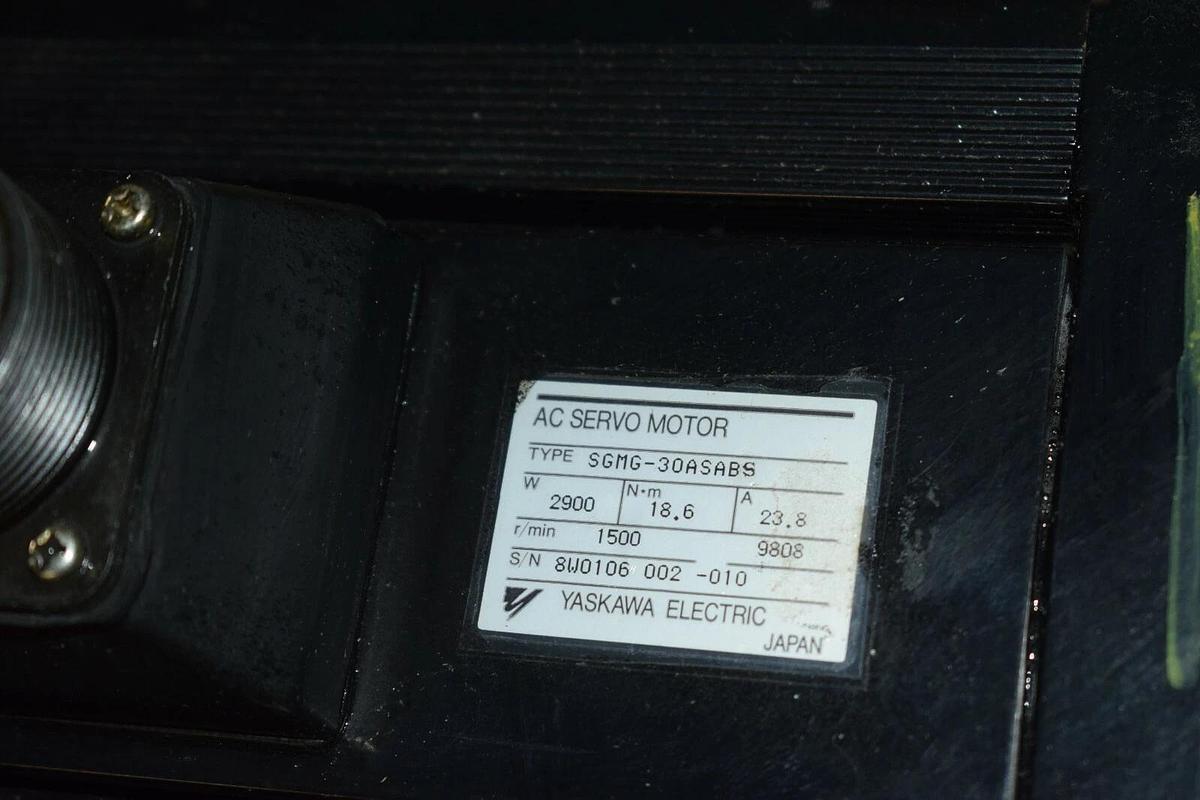 AC SERVO MOTOR
TYPE SGMG-30ASABS
W 2900 N·m 18.6 A 23.8
r/min 1500 9808
S/N 8W0106 002 -010
YASKAWA ELECTRIC
JAPAN